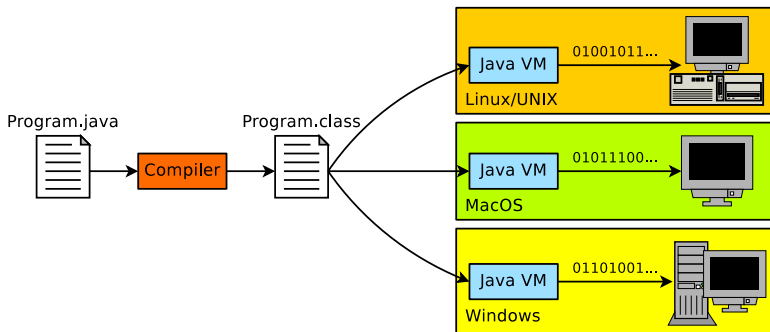 Program.java
Compiler
Program.class
Java VM
01001011...
Linux/UNIX
Java VM
01011100...
MacOS
Java VM
01101001...
Windows